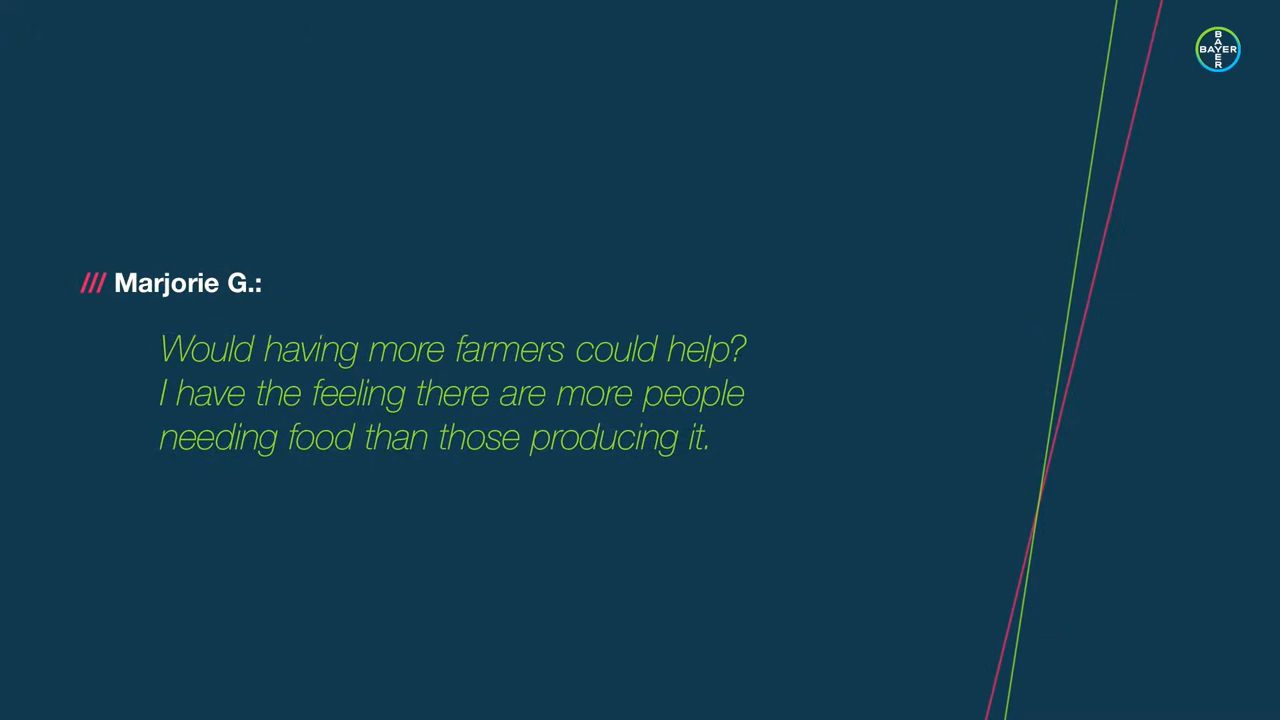 BAYER
BAYER
/// Marjorie G.:
Would having more farmers could help?
I have the feeling there are more people
needing food than those producing it.